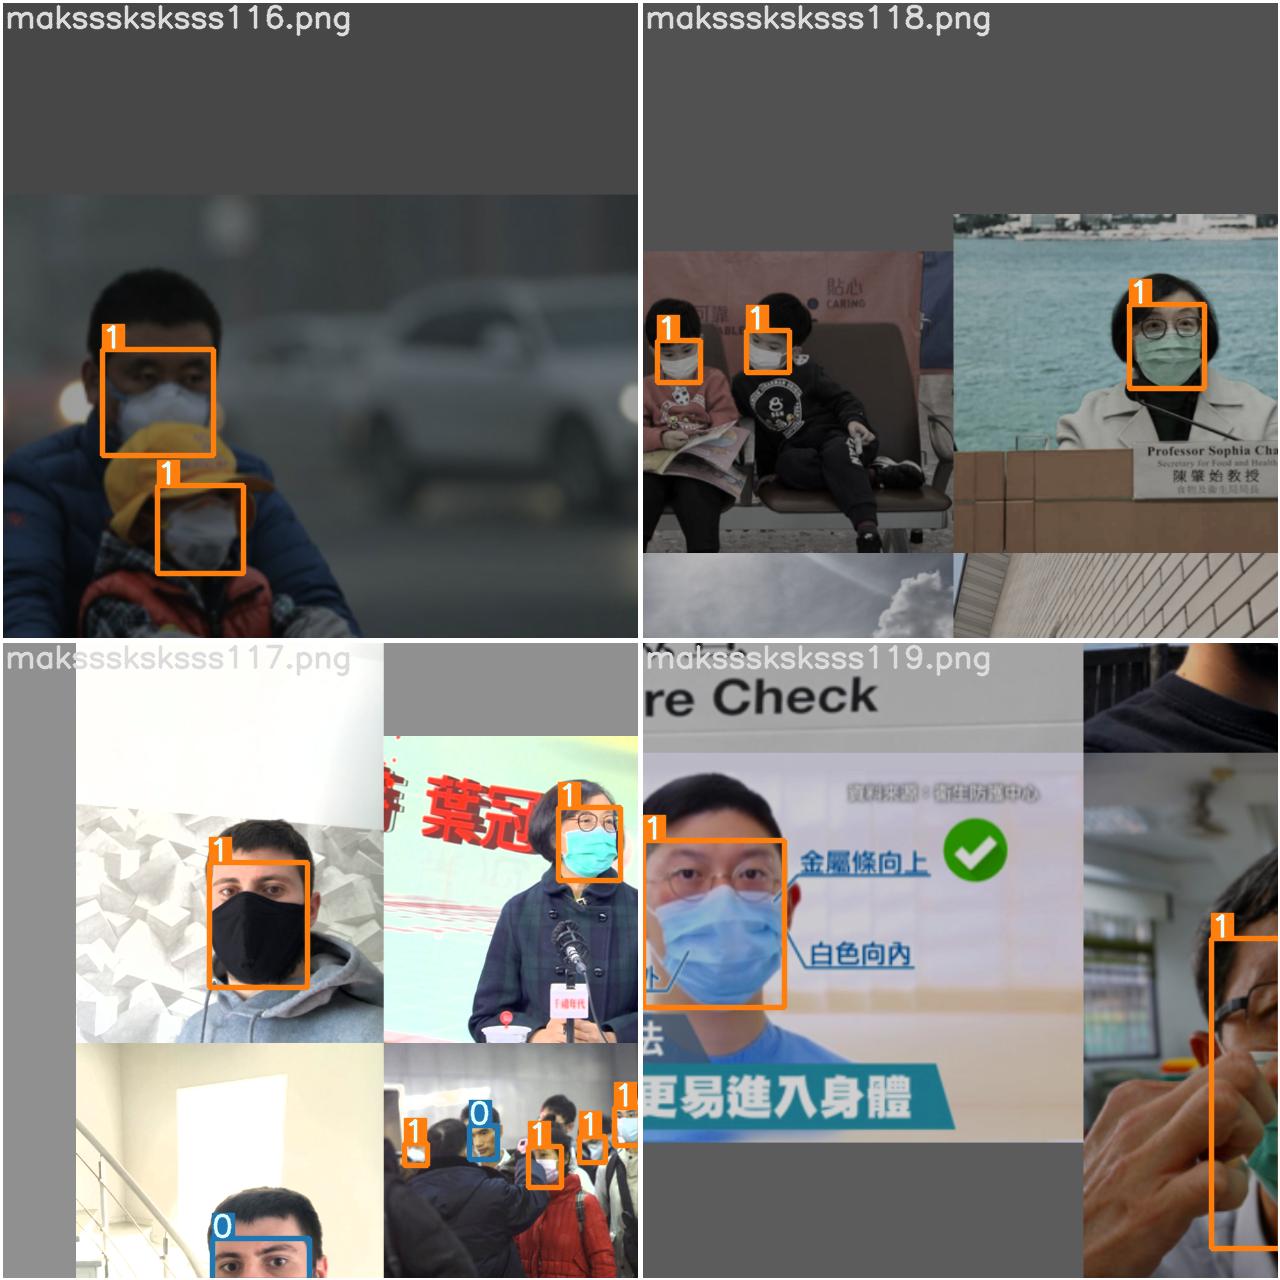 maksssksksss116.png
1
1
maksssksksss118.png
貼心
CARING
可靠
1
1
1
Professor Sophia Cha
Secretary for Food and Health
陳肇始教授
食物及衞生局局長
maksssksksss117.png
葉冠
1
1
1
0
1
1
1
0
maksssksksss119.png
re Check
資料來源：衞生防護中心
1
金屬條向上
白色向內
外
法
更易進入身體
1